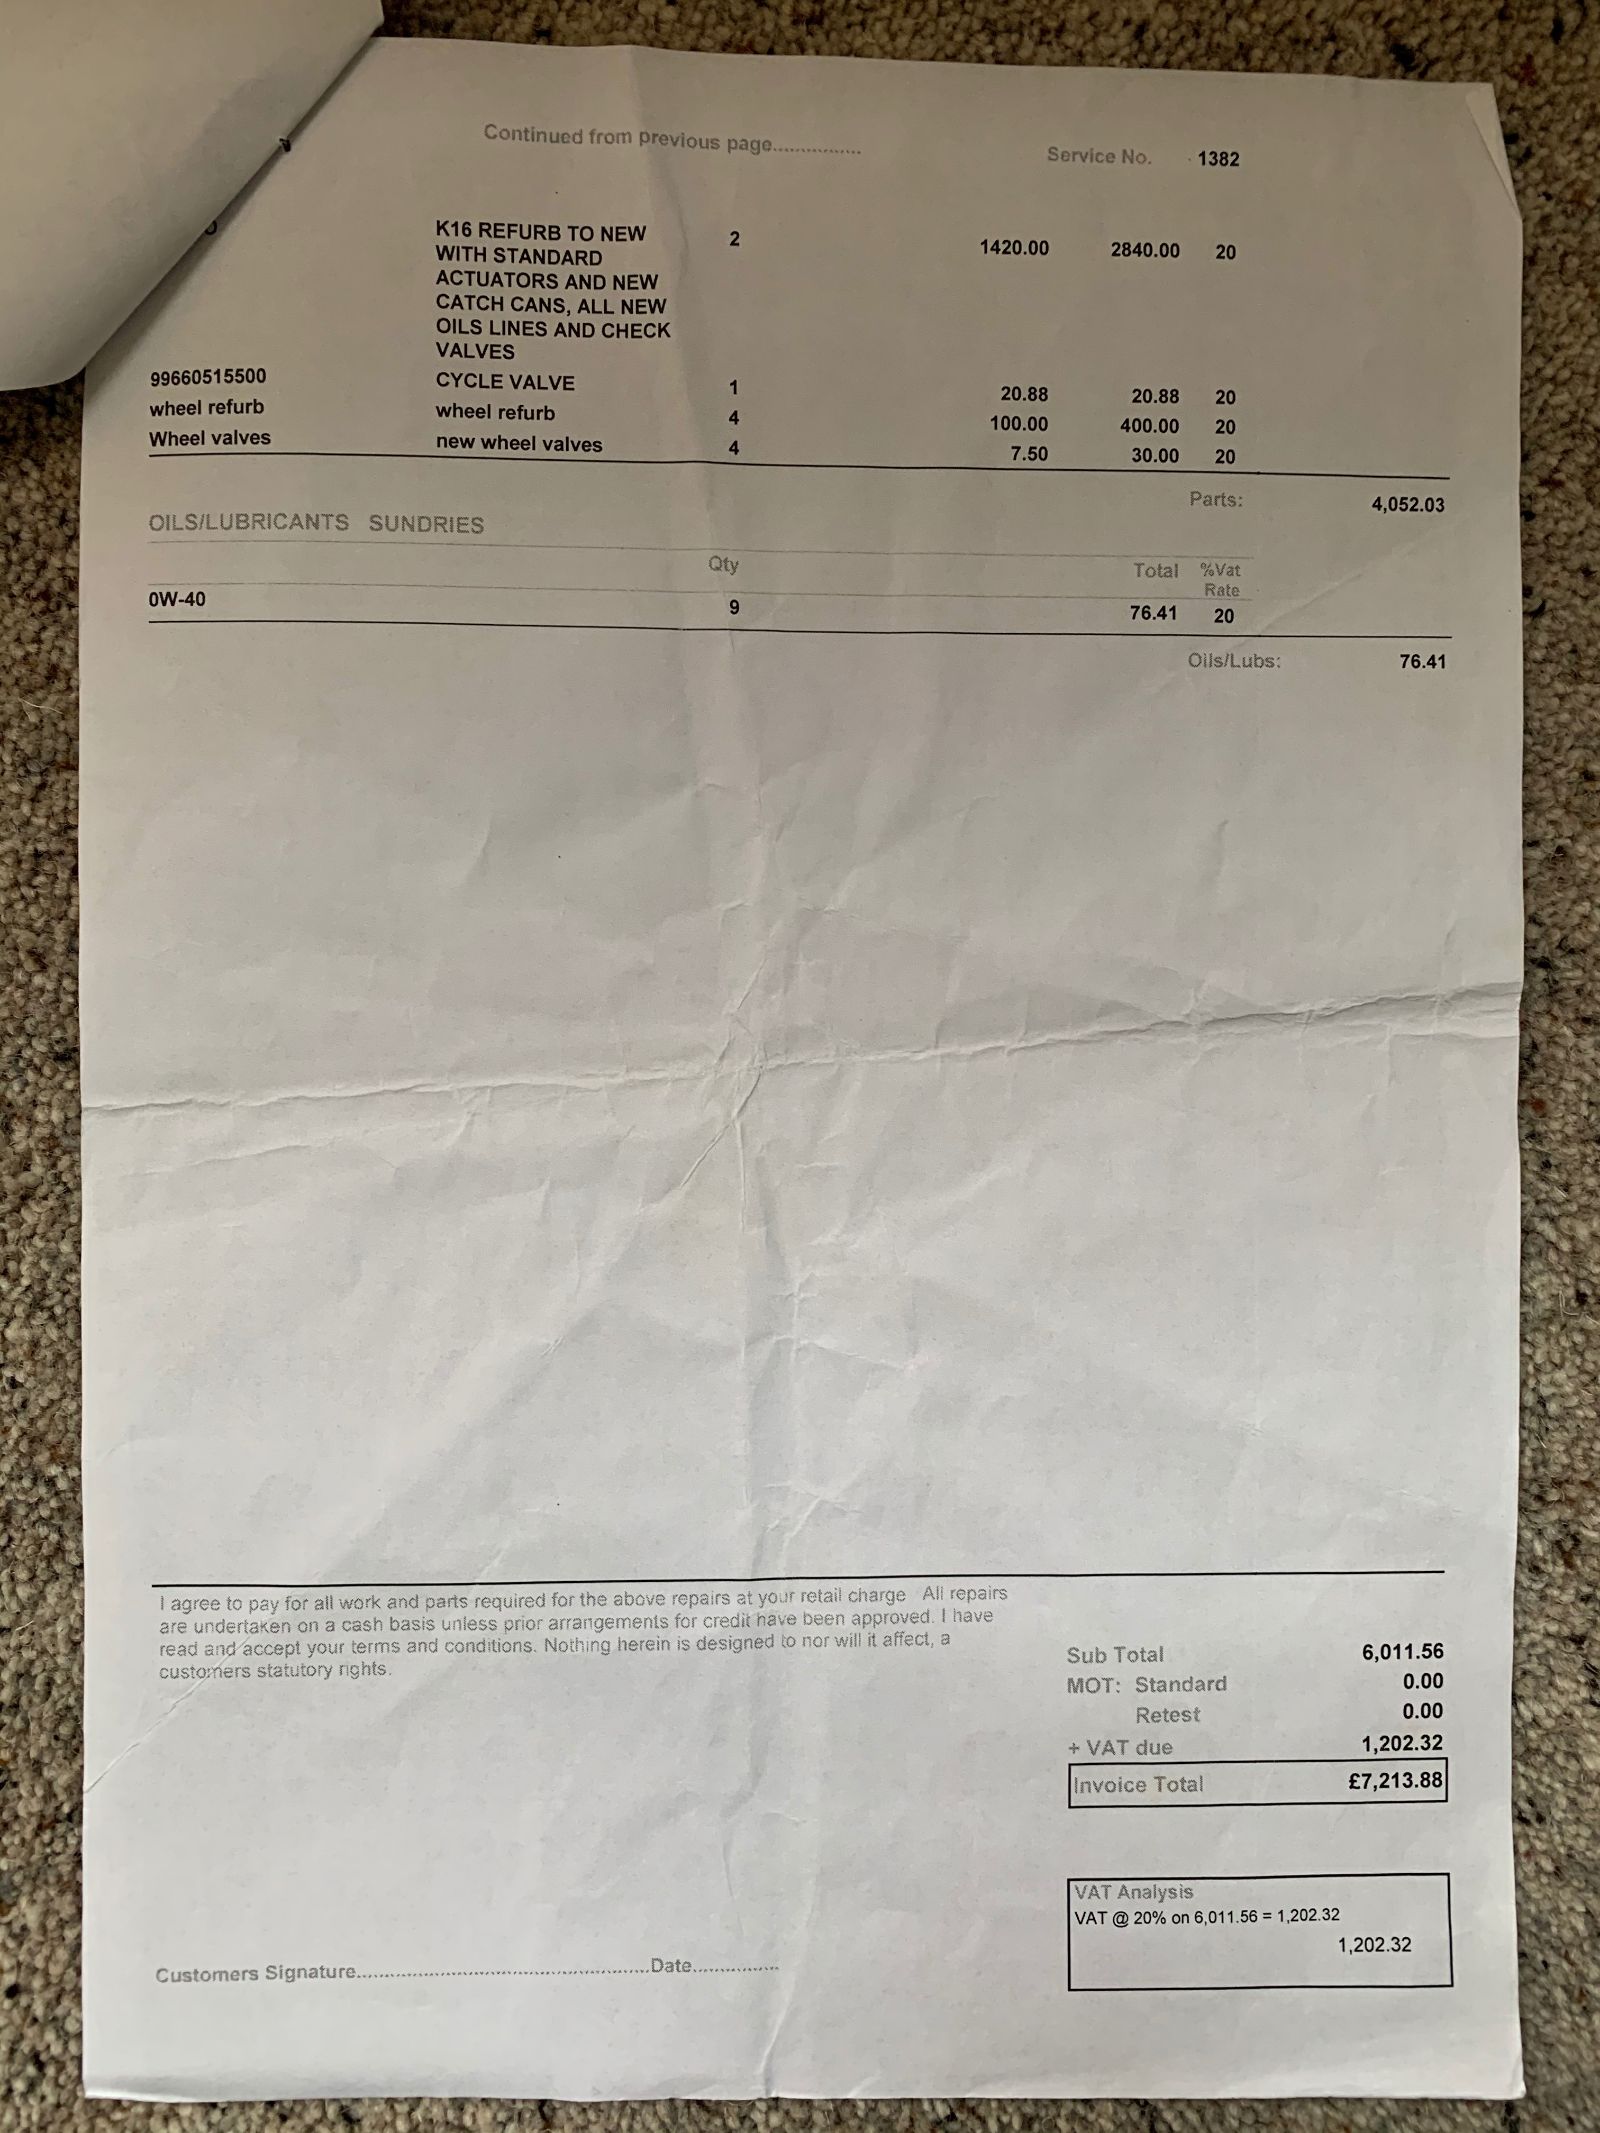 Continued from previous page................
Service No. 1382
K16 REFURB TO NEW 2 1420.00 2840.00 20
WITH STANDARD
ACTUATORS AND NEW
CATCH CANS, ALL NEW
OILS LINES AND CHECK
VALVES
99660515500 CYCLE VALVE 1 20.88 20.88 20
wheel refurb wheel refurb 4 100.00 400.00 20
Wheel valves new wheel valves 4 7.50 30.00 20
Parts: 4,052.03
OILS/LUBRICANTS SUNDRIES
Qty Total %Vat
Rate
0W-40 9 76.41 20
Oils/Lubs: 76.41
I agree to pay for all work and parts required for the above repairs at your retail charge All repairs
are undertaken on a cash basis unless prior arrangements for credit have been approved. I have
read and accept your terms and conditions. Nothing herein is designed to nor will it affect, a
customers statutory rights.
Sub Total 6,011.56
MOT: Standard 0.00
Retest 0.00
+ VAT due 1,202.32
Invoice Total £7,213.88
VAT Analysis
VAT @ 20% on 6,011.56 = 1,202.32
1,202.32
Customers Signature..........................................................Date.................